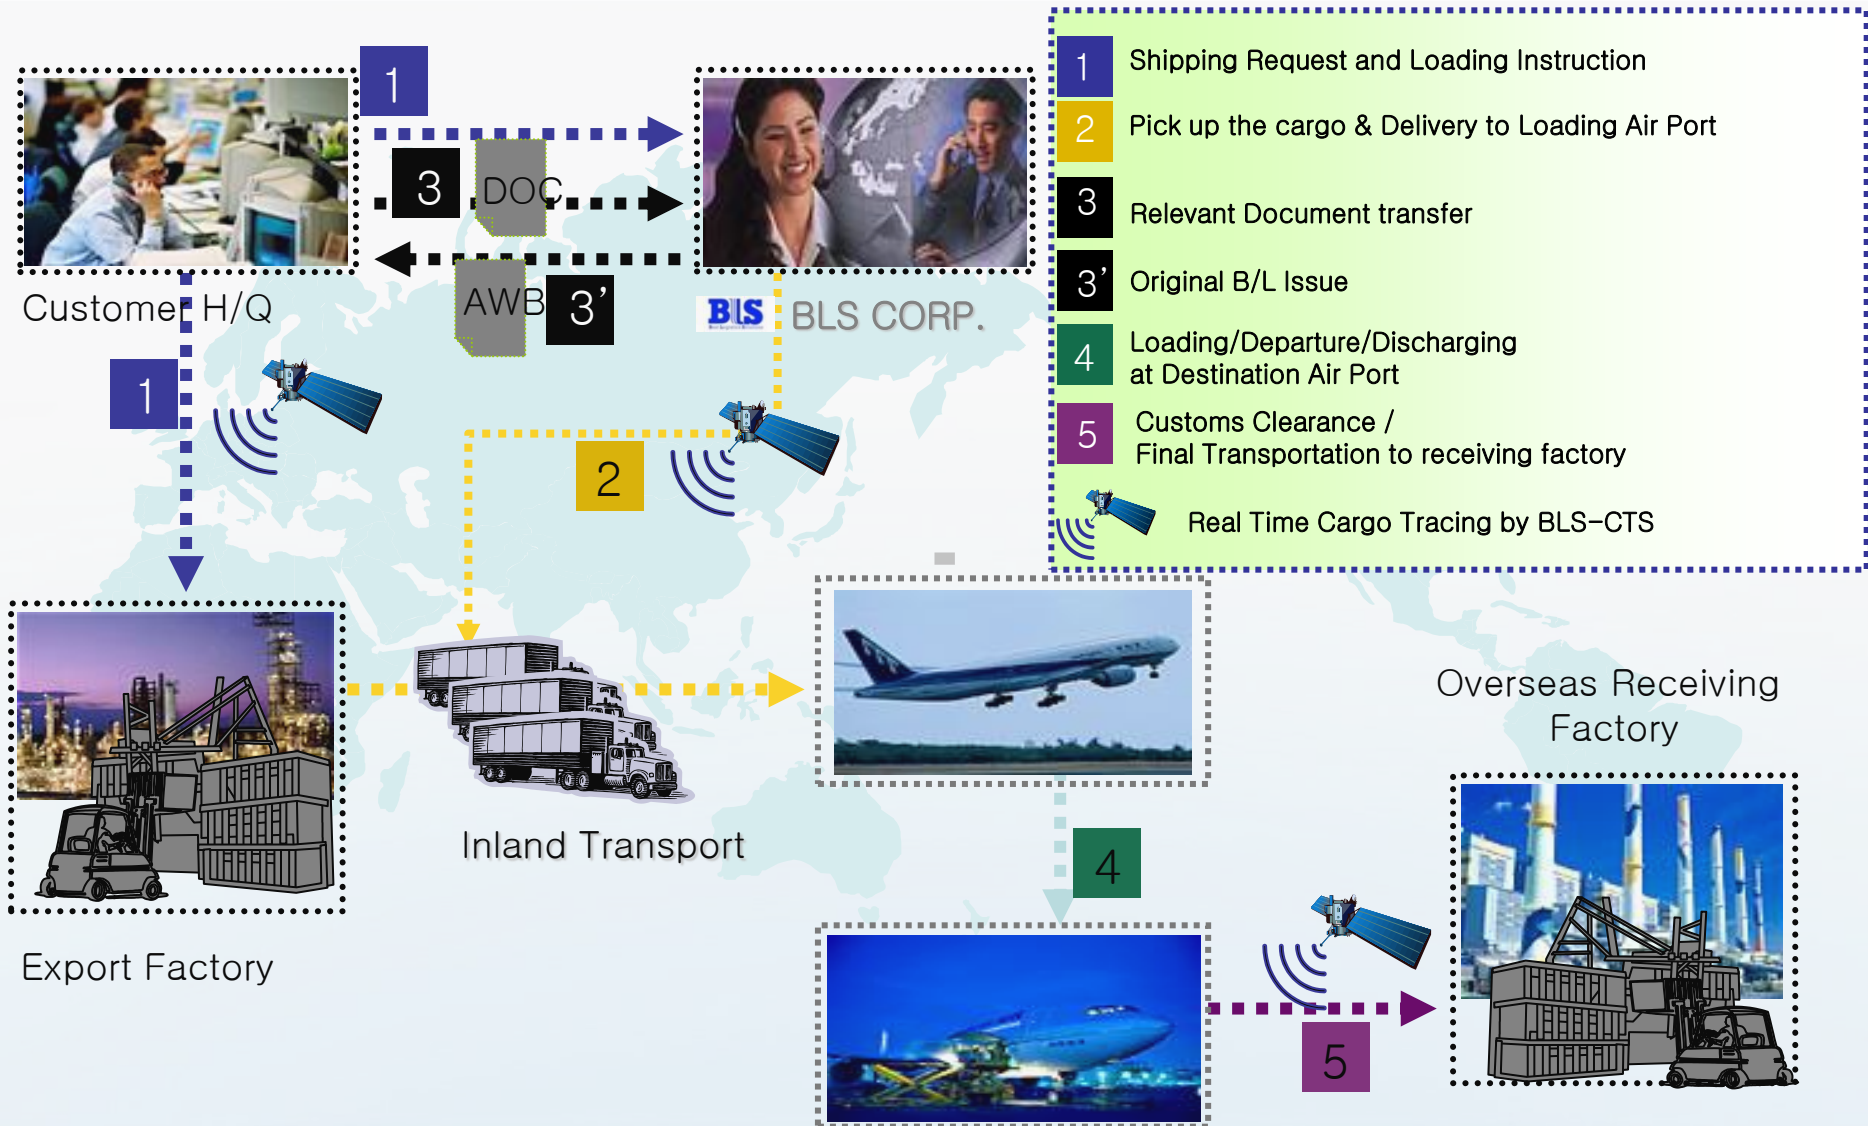 1
3
DOC
AWB
3’
Customer H/Q
BLS
BLS CORP.
1
2
1 Shipping Request and Loading Instruction
2 Pick up the cargo & Delivery to Loading Air Port
3 Relevant Document transfer
3’ Original B/L Issue
4 Loading/Departure/Discharging
at Destination Air Port
5 Customs Clearance /
Final Transportation to receiving factory
Real Time Cargo Tracing by BLS-CTS
Inland Transport
Export Factory
4
Overseas Receiving
Factory
5